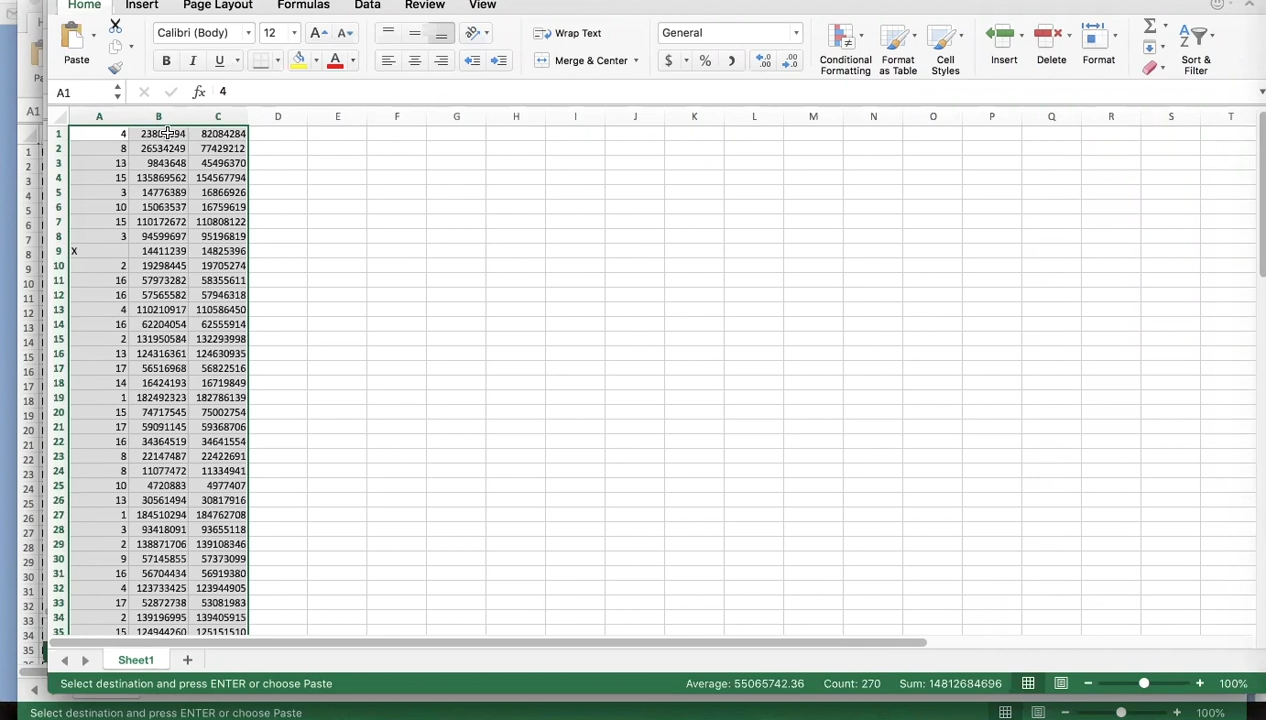 Home Insert Page Layout Formulas Data Review View
Paste Calibri (Body) 12 A A Wrap Text General
B I U A Merge & Center $ % Conditional Formatting Format as Table Cell Styles Insert Delete Format Sort & Filter
A1 fx 4
A B C D E F G H I J K L M N O P Q R S T
1 4 82084284
2 8 26534249 77429212
3 13 9843648 45496370
4 15 135869562 154567794
5 3 14776389 16866926
6 10 15063537 16759619
7 15 110172672 110808122
8 3 94599697 95196819
9 X 14411239 14825396
10 2 19298445 19705274
11 16 57973282 58355611
12 16 57565582 57946318
13 4 110210917 110586450
14 16 62204054 62555914
15 2 131950584 132293998
16 13 124316361 124630935
17 17 56516968 56822815
18 14 16424193 16719849
19 1 182492323 182786139
20 15 74717545 75002754
21 17 59091145 59368706
22 16 34364519 34641554
23 8 22147487 22422691
24 8 11077472 11334941
25 10 4720883 4977407
26 13 30561494 30817916
27 1 184510294 184762708
28 3 93418091 93655118
29 2 138871706 139108346
30 9 57145855 57373099
31 16 56704434 56919380
32 4 123733425 123944905
33 17 52872738 53081983
34 2 139196995 139405915
35 15 124944260 125151510
Sheet1
Select destination and press ENTER or choose Paste Average: 55065742.36 Count: 270 Sum: 14812684696 100%
Select destination and press ENTER or choose Paste 100%